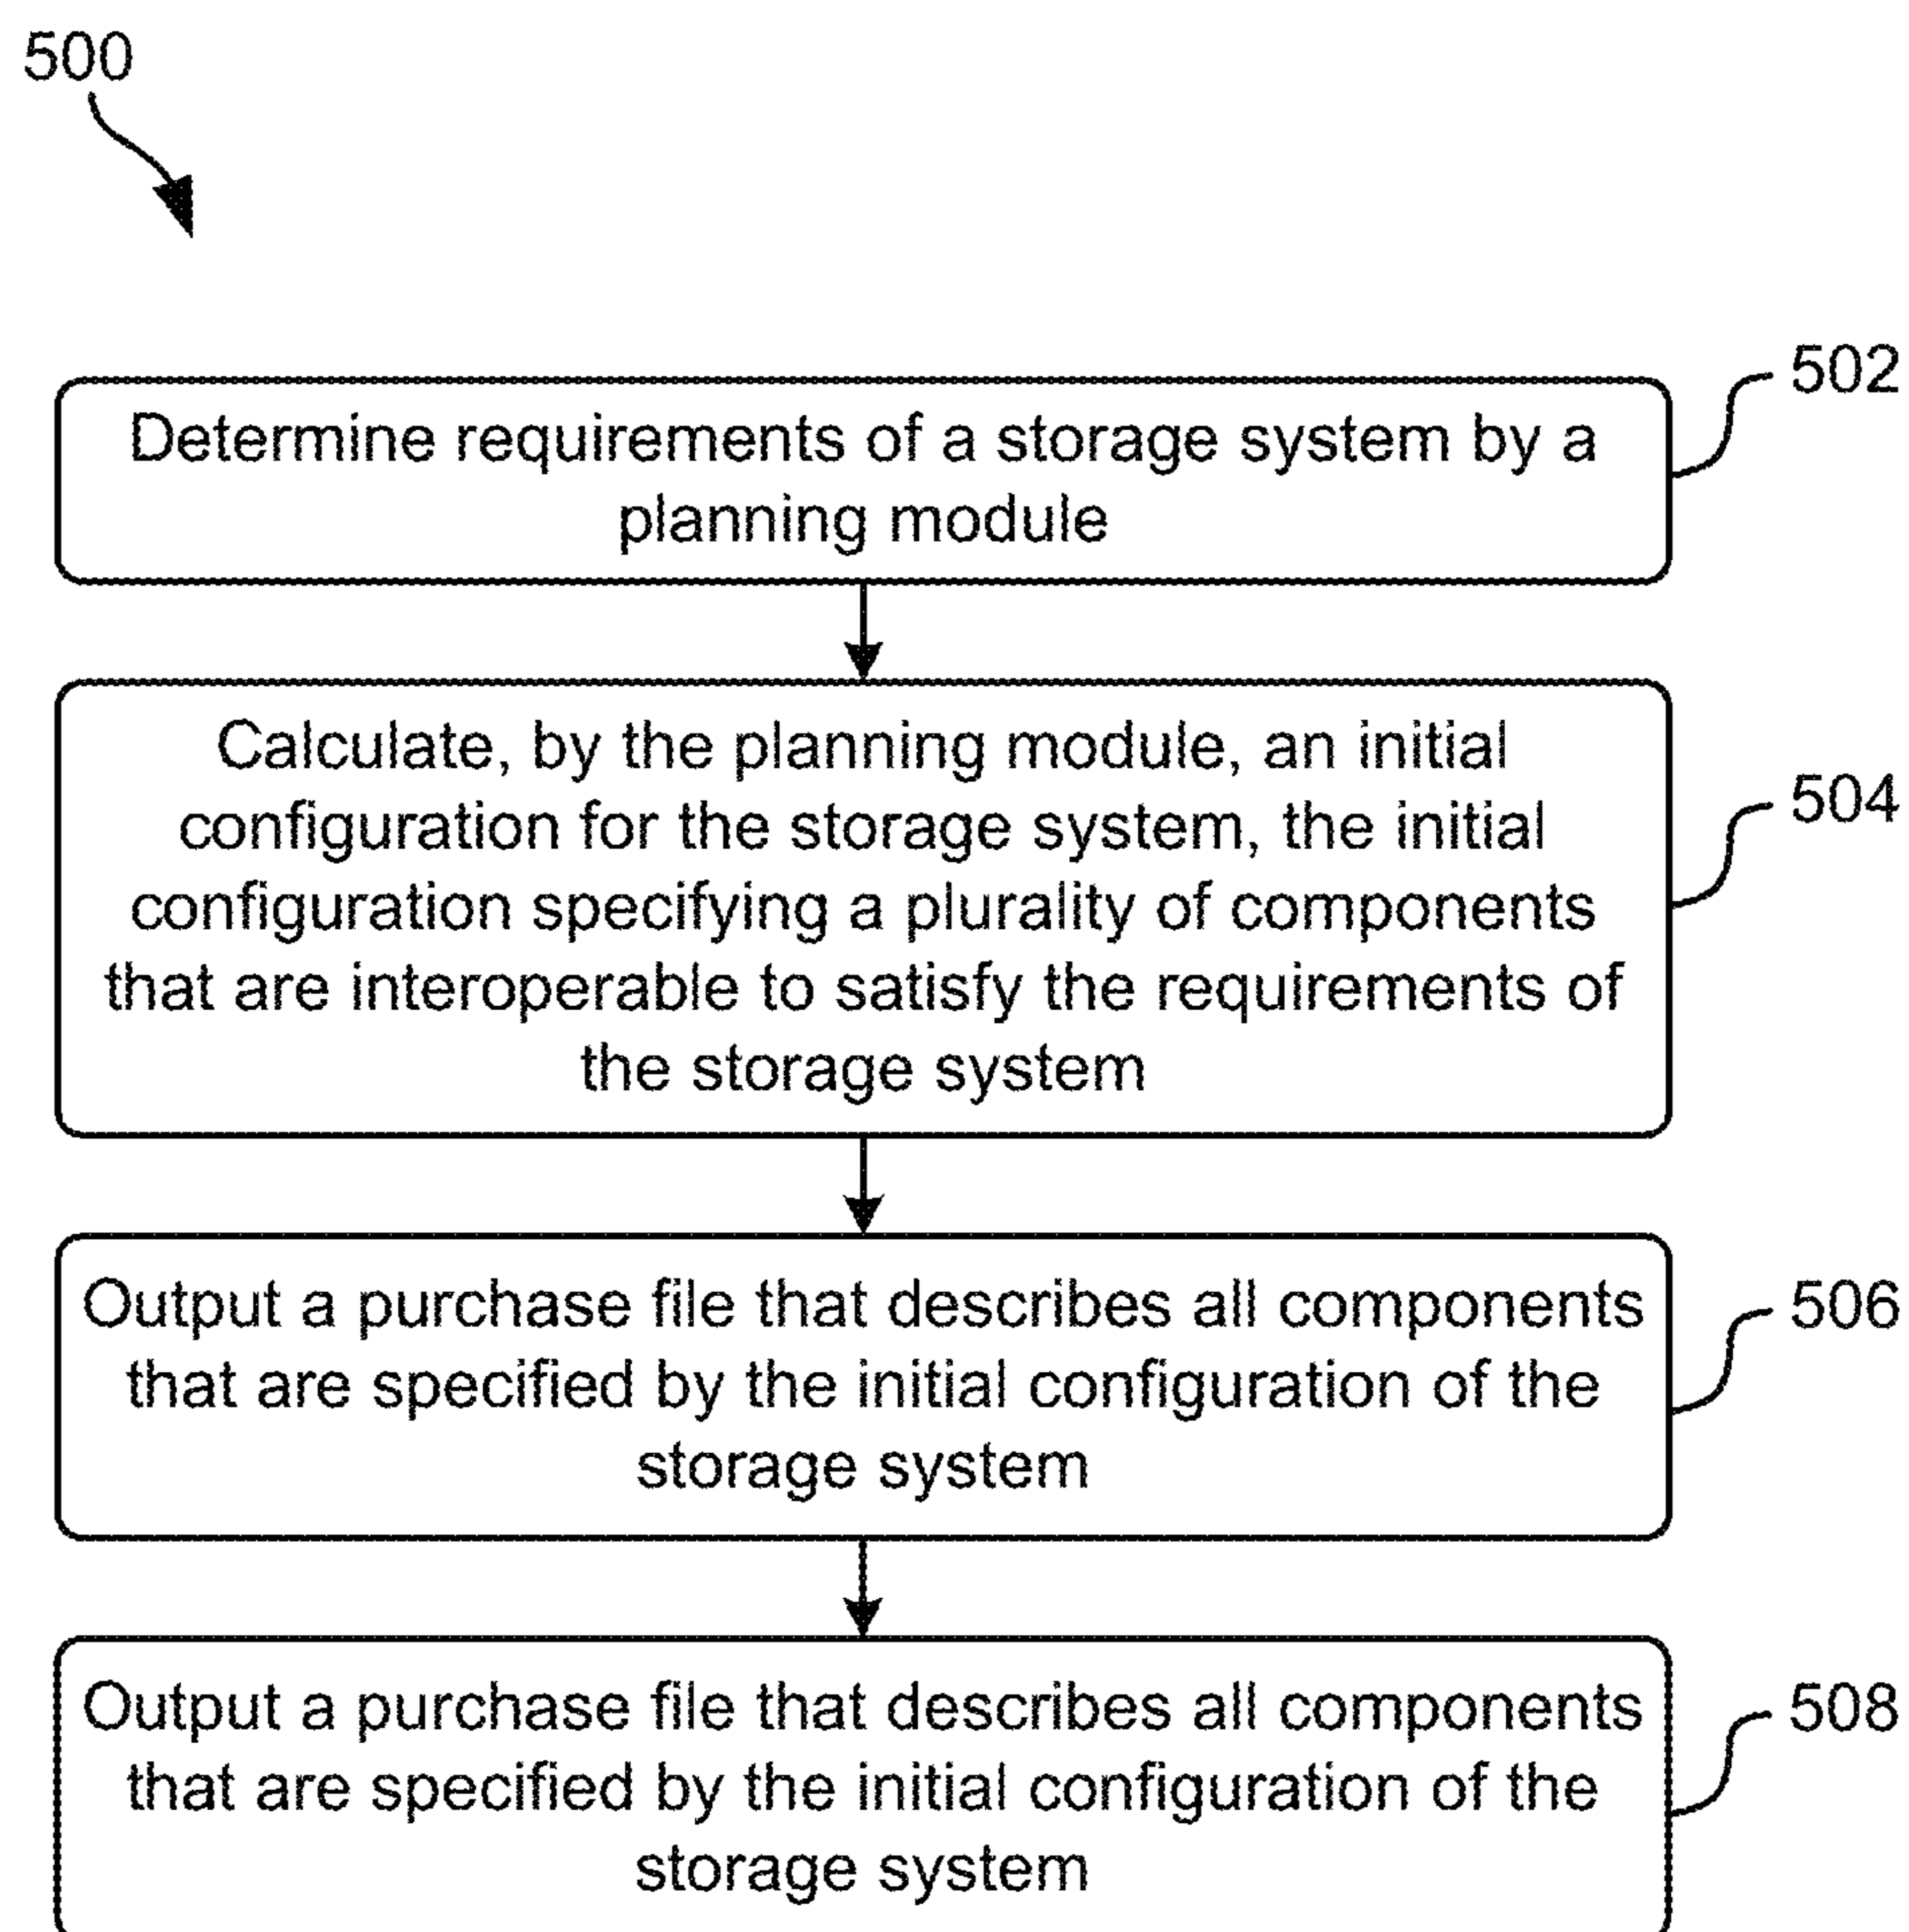 500
502
Determine requirements of a storage system by a
planning module
504
Calculate, by the planning module, an initial
configuration for the storage system, the initial
configuration specifying a plurality of components
that are interoperable to satisfy the requirements of
the storage system
506
Output a purchase file that describes all components
that are specified by the initial configuration of the
storage system
508
Output a purchase file that describes all components
that are specified by the initial configuration of the
storage system